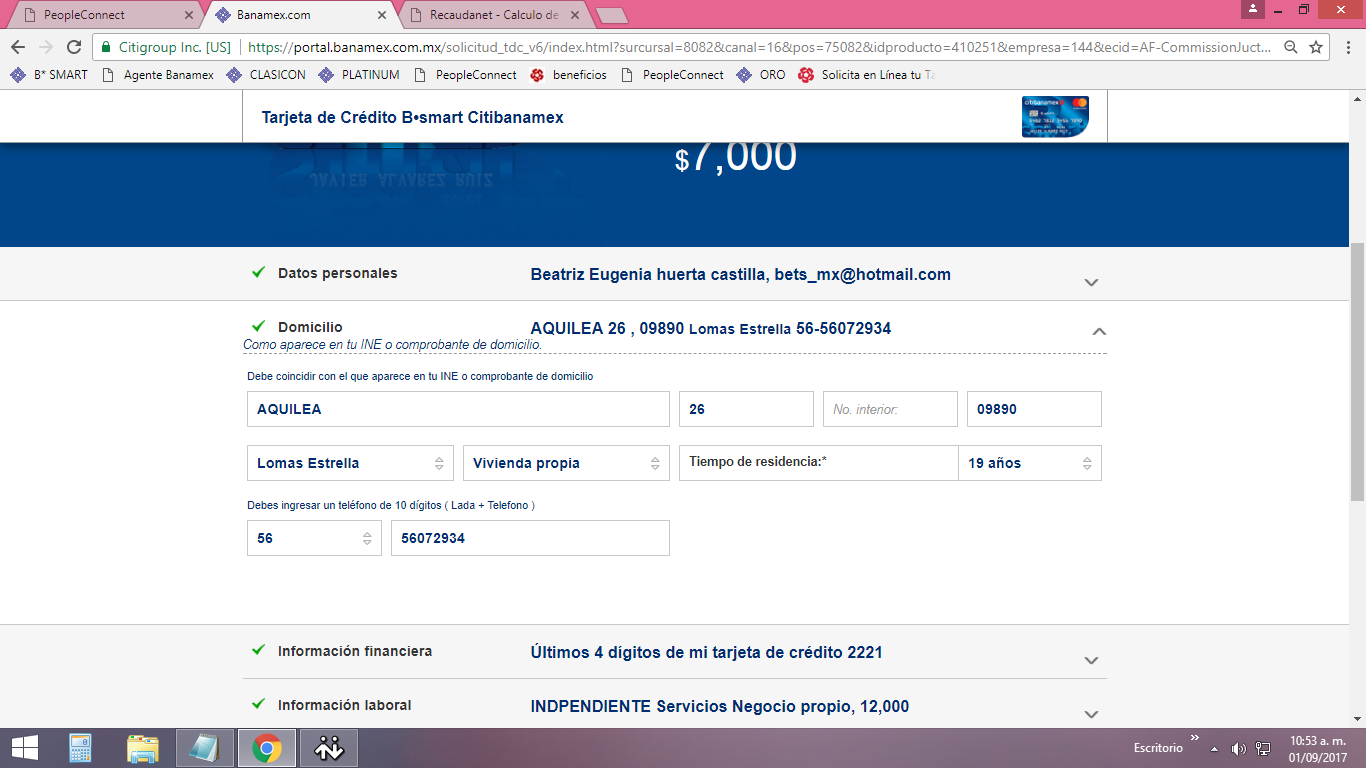 PeopleConnect
Banamex.com
Recaudanet - Calculo de
Citigroup Inc. [US]
https://portal.banamex.com.mx/solicitud_tdc_v6/index.html?surcursal=8082&canal=16&pos=75082&idproducto=410251&empresa=144&ecid=AF-CommissionJuct...
B* SMART
Agente Banamex
CLASICON
PLATINUM
PeopleConnect
beneficios
PeopleConnect
ORO
Solicita en Línea tu Ta
Tarjeta de Crédito B•smart Citibanamex
citibanamex
$7,000
JAVIER ALVAREZ RUIZ
Datos personales
Beatriz Eugenia huerta castilla, bets_mx@hotmail.com
Domicilio
AQUILEA 26 , 09890 Lomas Estrella 56-56072934
Como aparece en tu INE o comprobante de domicilio.
Debe coincidir con el que aparece en tu INE o comprobante de domicilio
AQUILEA
26
No. interior:
09890
Lomas Estrella
Vivienda propia
Tiempo de residencia:*
19 años
Debes ingresar un teléfono de 10 dígitos ( Lada + Telefono )
56
56072934
Información financiera
Últimos 4 dígitos de mi tarjeta de crédito 2221
Información laboral
INDPENDIENTE Servicios Negocio propio, 12,000
Escritorio
10:53 a. m.
01/09/2017